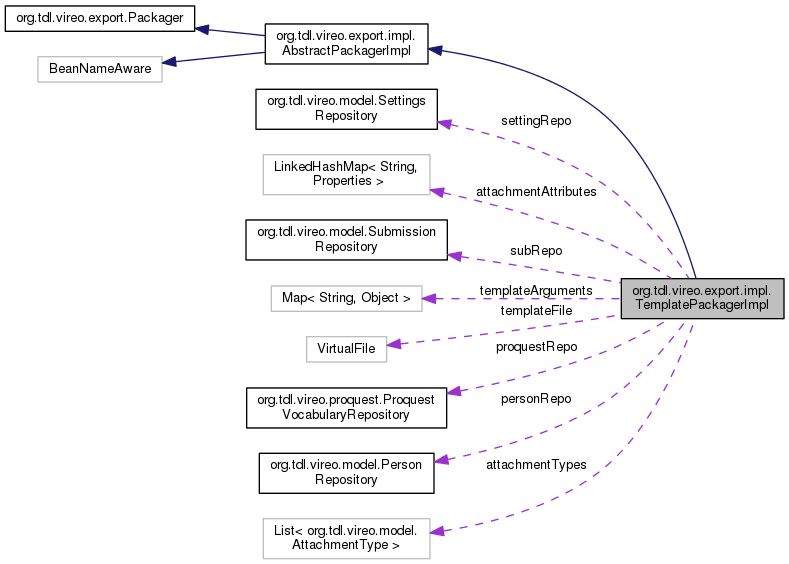 org.tdl.vireo.export.Packager
BeanNameAware
org.tdl.vireo.export.impl.
AbstractPackagerImpl
org.tdl.vireo.model.Settings
Repository
settingRepo
LinkedHashMap< String,
Properties >
attachmentAttributes
org.tdl.vireo.model.Submission
Repository
subRepo
Map< String, Object >
templateArguments
templateFile
org.tdl.vireo.export.impl.
TemplatePackagerImpl
VirtualFile
proquestRepo
org.tdl.vireo.proquest.Proquest
VocabularyRepository
personRepo
org.tdl.vireo.model.Person
Repository
attachmentTypes
List< org.tdl.vireo.model.
AttachmentType >